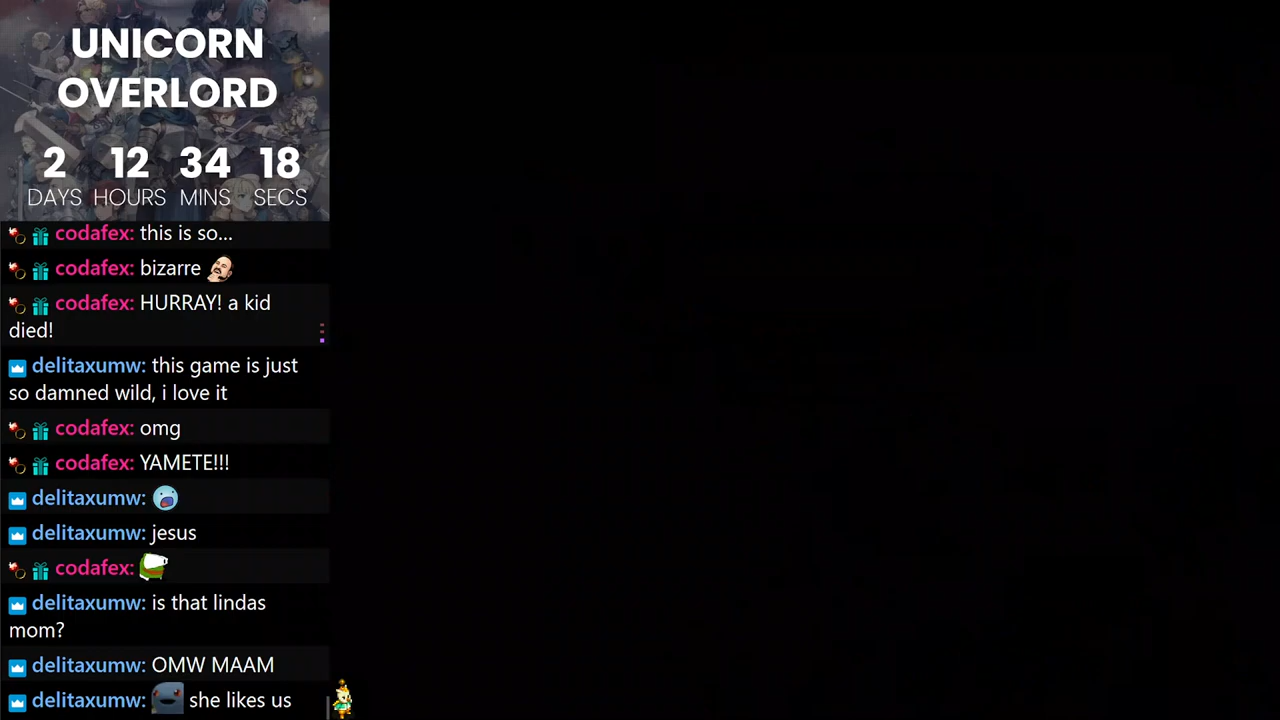 UNICORN
OVERLORD
2 12 34 18
DAYS HOURS MINS SECS
codafex: this is so...
codafex: bizarre
codafex: HURRAY! a kid
died!
delitaxumw: this game is just
so damned wild, i love it
codafex: omg
codafex: YAMETE!!!
delitaxumw:
delitaxumw: jesus
codafex:
delitaxumw: is that lindas
mom?
delitaxumw: OMW MAAM
delitaxumw: she likes us